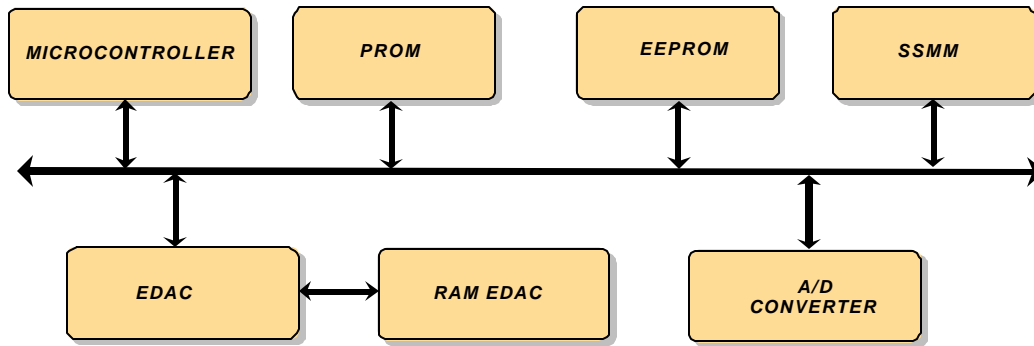 MICROCONTROLLER
PROM
EEPROM
SSMM
EDAC
RAM EDAC
A/D
CONVERTER